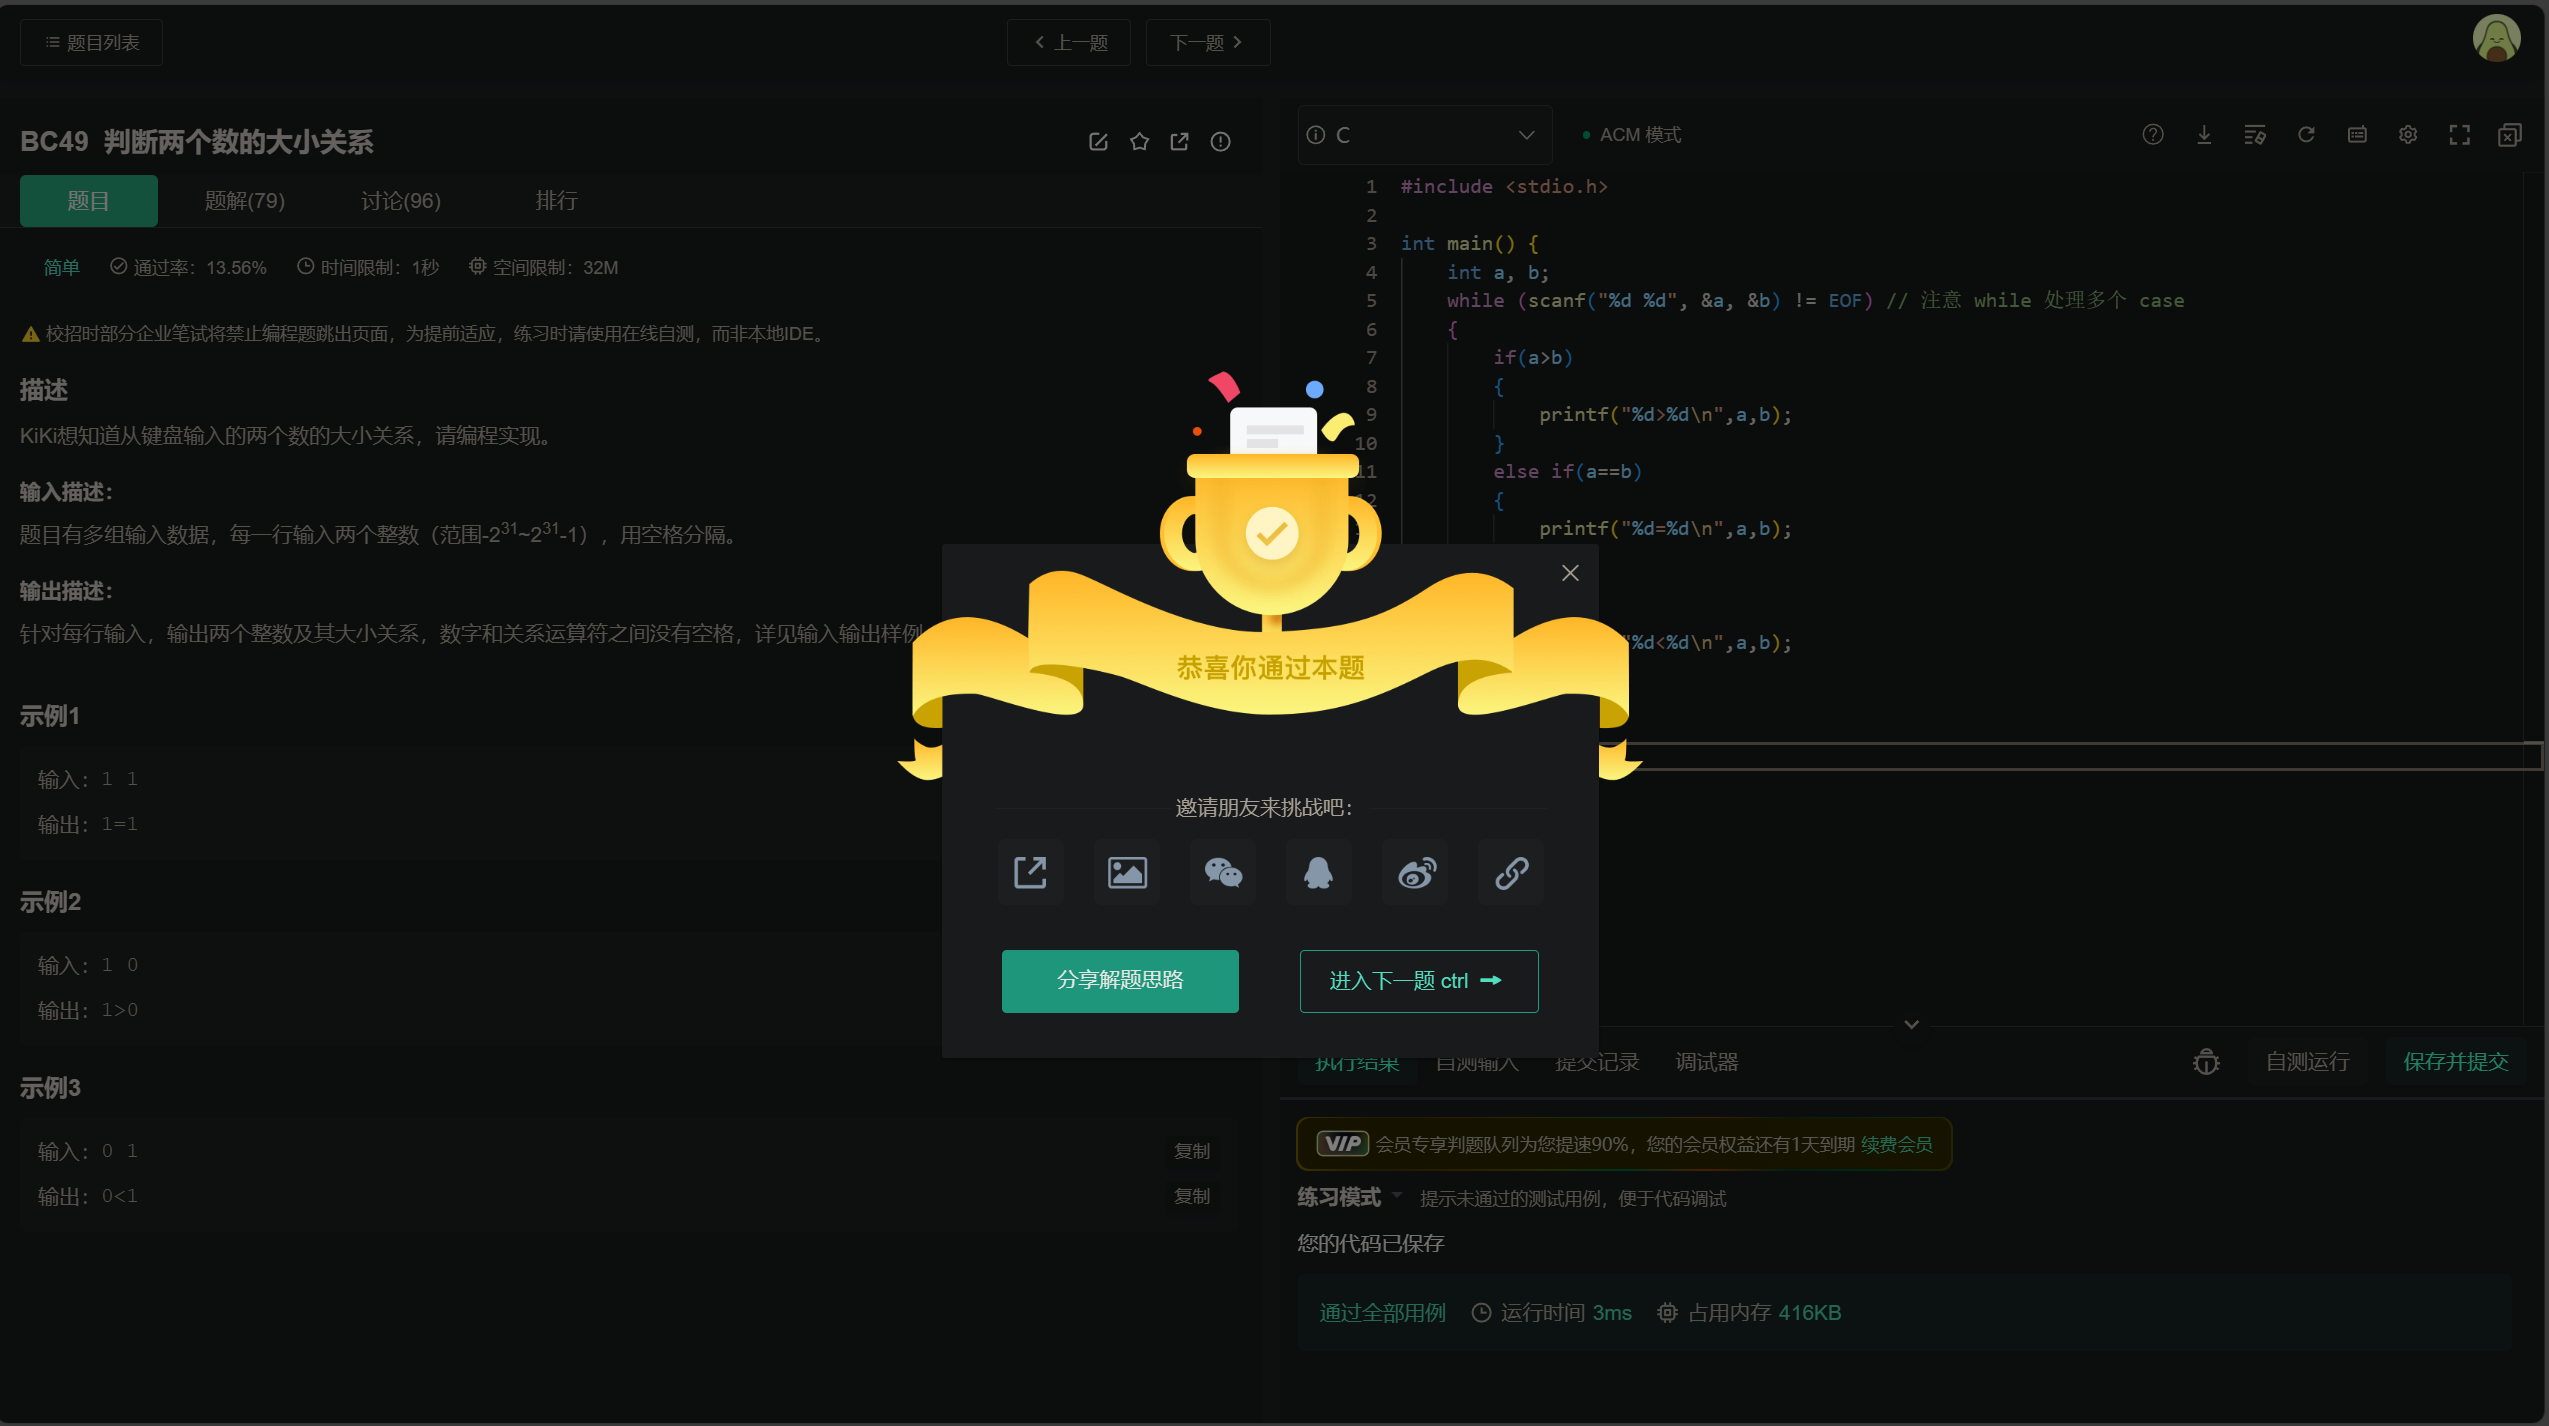 题目列表
上一题
下一题
BC49 判断两个数的大小关系
题目
题解(79)
讨论(96)
排行
简单
通过率：13.56%
时间限制：1秒
空间限制：32M
校招时部分企业笔试将禁止编程题跳出页面，为提前适应，练习时请使用在线自测，而非本地IDE。
描述
KiKi想知道从键盘输入的两个数的大小关系，请编程实现。
输入描述：
题目有多组输入数据，每一行输入两个整数（范围-2^31~2^31-1），用空格分隔。
输出描述：
针对每行输入，输出两个整数及其大小关系，数字和关系运算符之间没有空格，详见输入输出样例
示例1
输入：1 1
输出：1=1
示例2
输入：1 0
输出：1>0
示例3
输入：0 1
复制
输出：0<1
复制
C
ACM 模式
1 #include <stdio.h>
2
3 int main() {
4 int a, b;
5 while (scanf("%d %d", &a, &b) != EOF) // 注意 while 处理多个 case
6 {
7 if(a>b)
8 {
9 printf("%d>%d\n",a,b);
10 }
11 else if(a==b)
12 {
printf("%d=%d\n",a,b);
"%d<%d\n",a,b);
恭喜你通过本题
邀请朋友来挑战吧：
分享解题思路
进入下一题 ctrl
执行结果
自测输入
提交记录
调试器
自测运行
保存并提交
VIP 会员专享判题队列为您提速90%，您的会员权益还有1天到期 续费会员
练习模式
提示未通过的测试用例，便于代码调试
您的代码已保存
通过全部用例
运行时间 3ms
占用内存 416KB